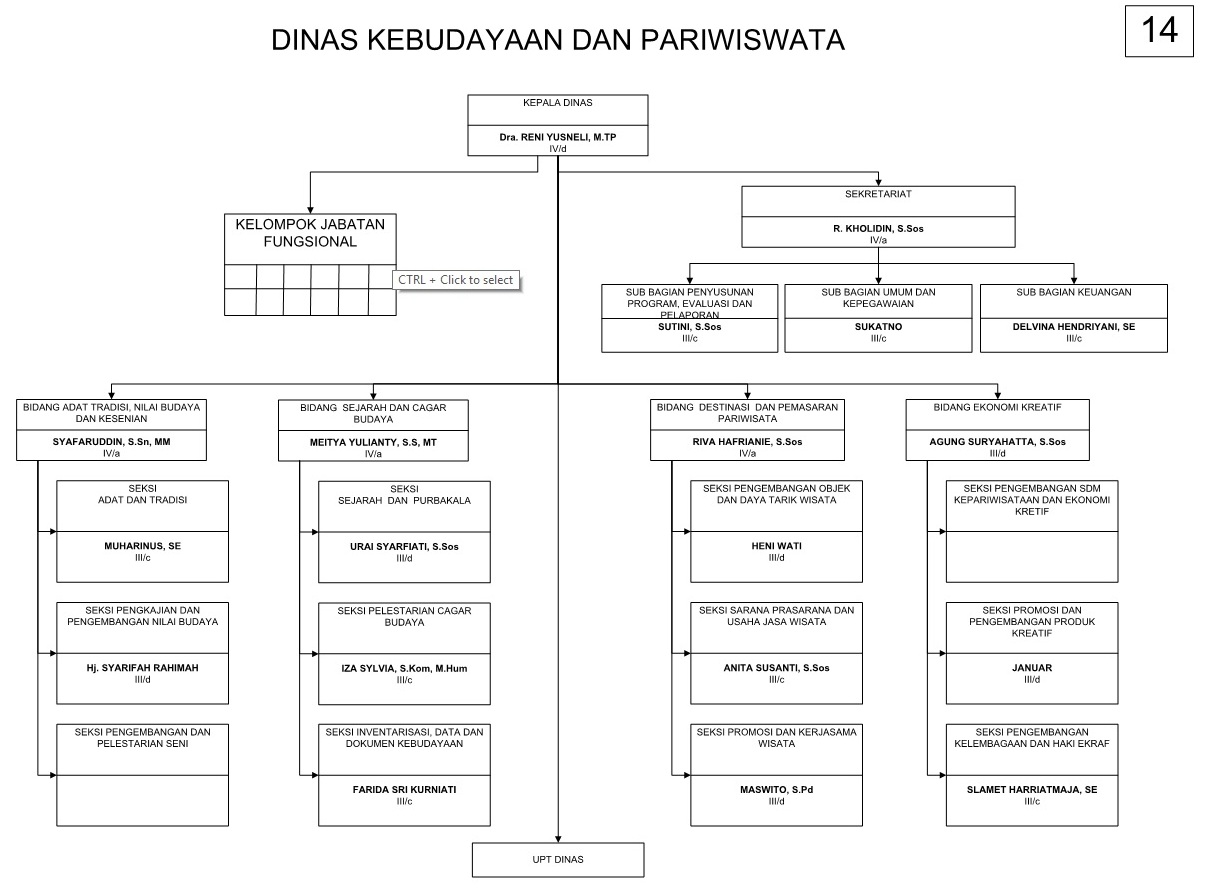 DINAS KEBUDAYAAN DAN PARIWISWATA
14
KEPALA DINAS
Dra. RENI YUSNELI, M.TP
IV/d
KELOMPOK JABATAN
FUNGSIONAL
CTRL + Click to select
SEKRETARIAT
R. KHOLIDIN, S.Sos
IV/a
SUB BAGIAN PENYUSUNAN
PROGRAM, EVALUASI DAN
PELAPORAN
SUTINI, S.Sos
III/c
SUB BAGIAN UMUM DAN
KEPEGAWAIAN
SUKATNO
III/c
SUB BAGIAN KEUANGAN
DELVINA HENDRIYANI, SE
III/c
BIDANG ADAT TRADISI, NILAI BUDAYA
DAN KESENIAN
SYAFARUDDIN, S.Sn, MM
IV/a
SEKSI
ADAT DAN TRADISI
MUHARINUS, SE
III/c
SEKSI PENGKAJIAN DAN
PENGEMBANGAN NILAI BUDAYA
Hj. SYARIFAH RAHIMAH
III/d
SEKSI PENGEMBANGAN DAN
PELESTARIAN SENI
BIDANG SEJARAH DAN CAGAR
BUDAYA
MEITYA YULIANTY, S.S, MT
IV/a
SEKSI
SEJARAH DAN PURBAKALA
URAI SYARFIATI, S.Sos
III/d
SEKSI PELESTARIAN CAGAR
BUDAYA
IZA SYLVIA, S.Kom, M.Hum
III/c
SEKSI INVENTARISASI, DATA DAN
DOKUMEN KEBUDAYAAN
FARIDA SRI KURNIATI
III/c
BIDANG DESTINASI DAN PEMASARAN
PARIWISATA
RIVA HAFRIANIE, S.Sos
IV/a
SEKSI PENGEMBANGAN OBJEK
DAN DAYA TARIK WISATA
HENI WATI
III/d
SEKSI SARANA PRASARANA DAN
USAHA JASA WISATA
ANITA SUSANTI, S.Sos
III/c
SEKSI PROMOSI DAN KERJASAMA
WISATA
MASWITO, S.Pd
III/d
BIDANG EKONOMI KREATIF
AGUNG SURYAHATTA, S.Sos
III/d
SEKSI PENGEMBANGAN SDM
KEPARIWISATAAN DAN EKONOMI
KRETIF
SEKSI PROMOSI DAN
PENGEMBANGAN PRODUK
KREATIF
JANUAR
III/d
SEKSI PENGEMBANGAN
KELEMBAGAAN DAN HAKI EKRAF
SLAMET HARRIATMAJA, SE
III/c
UPT DINAS